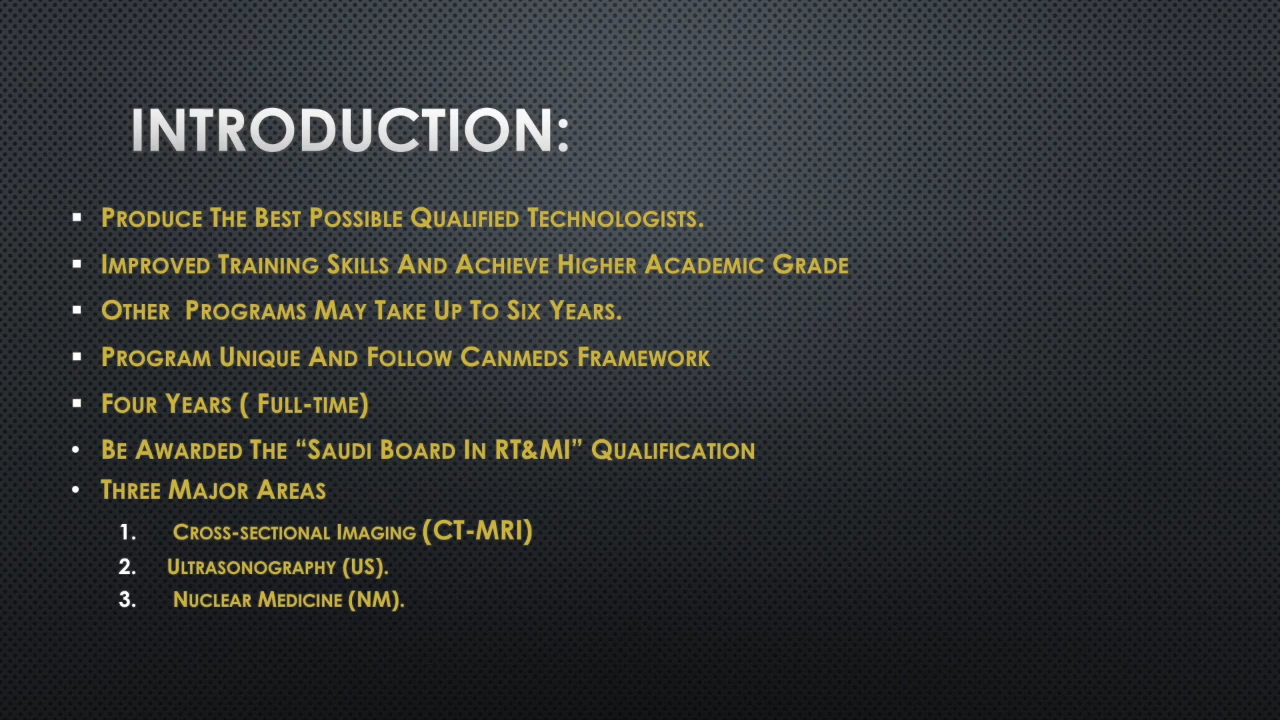 INTRODUCTION:
▪ PRODUCE THE BEST POSSIBLE QUALIFIED TECHNOLOGISTS.
▪ IMPROVED TRAINING SKILLS AND ACHIEVE HIGHER ACADEMIC GRADE
▪ OTHER  PROGRAMS MAY TAKE UP TO SIX YEARS.
▪ PROGRAM UNIQUE AND FOLLOW CANMEDS FRAMEWORK
▪ FOUR YEARS ( FULL-TIME)
• BE AWARDED THE “SAUDI BOARD IN RT&MI” QUALIFICATION
• THREE MAJOR AREAS
1. CROSS-SECTIONAL IMAGING (CT-MRI)
2. ULTRASONOGRAPHY (US).
3. NUCLEAR MEDICINE (NM).